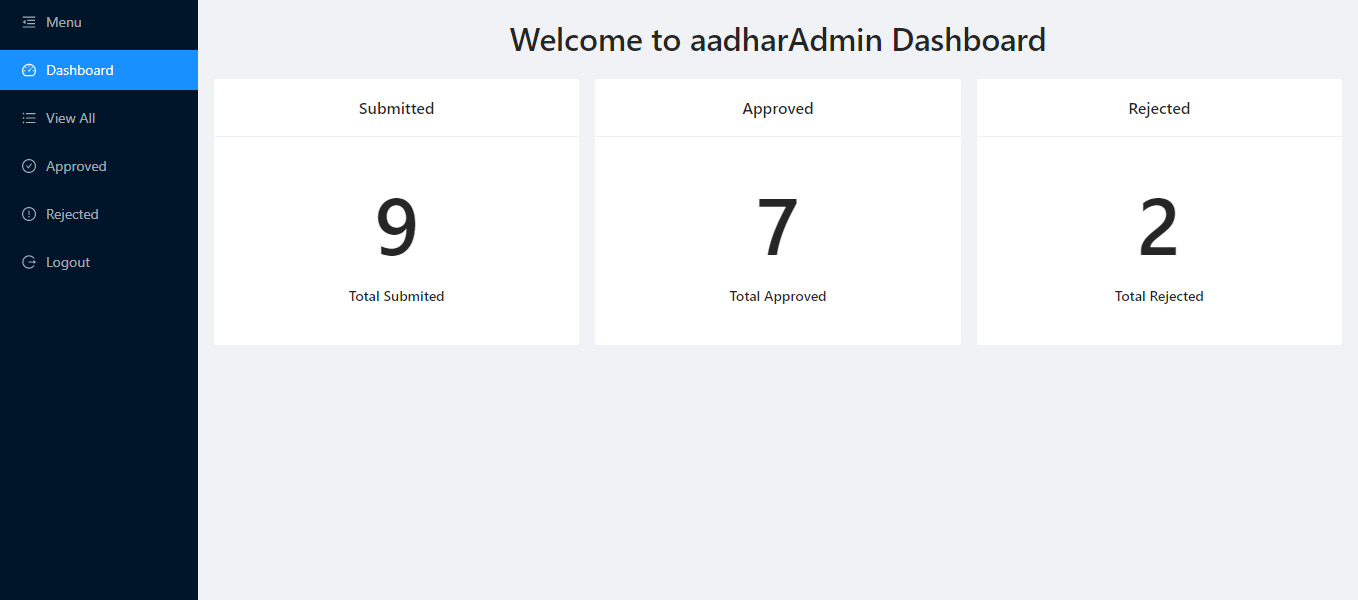 Menu
Dashboard
View All
Approved
Rejected
Logout
Welcome to aadharAdmin Dashboard
Submitted
9
Total Submited
Approved
7
Total Approved
Rejected
2
Total Rejected